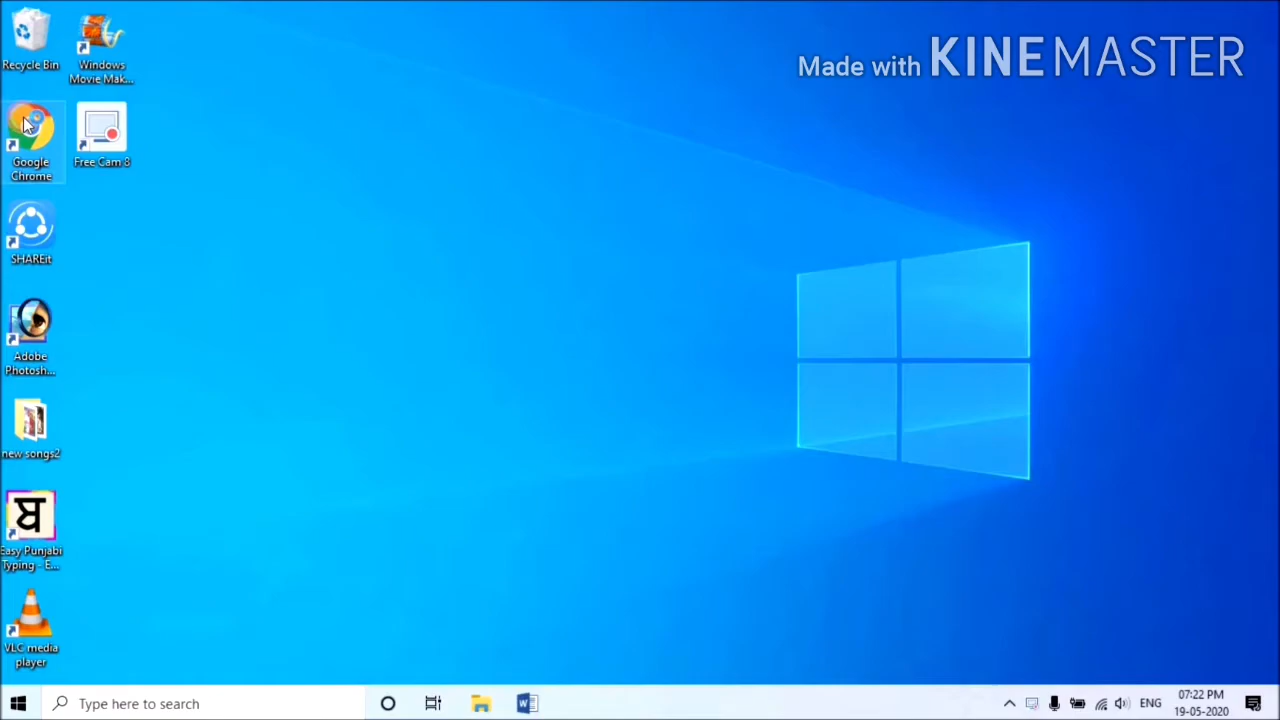 Made with KINEMASTER
Recycle Bin
Windows
Movie Mak...
Google
Chrome
Free Cam 8
SHAREit
Adobe
Photosh...
new songs2
ਬ
Easy Punjabi
Typing - E...
VLC media
player
Type here to search
W
ENG
07:22 PM
19-05-2020